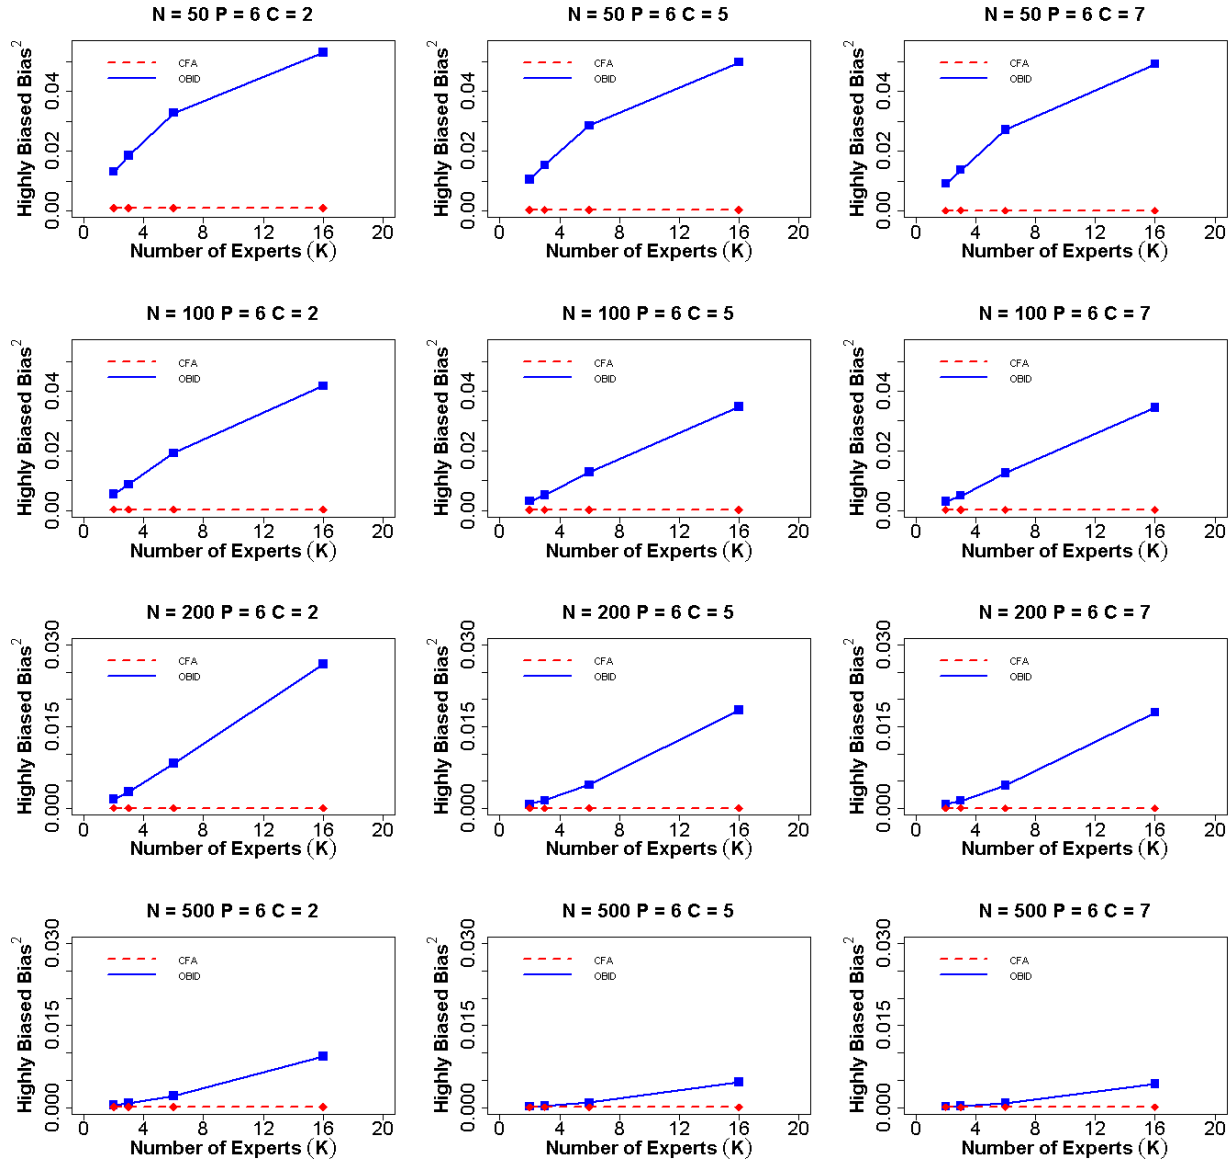 N = 50 P = 6 C = 2
Highly Biased Bias²
0.04
0.02
0.00
CFA
OBID
0 4 8 12 16 20
Number of Experts (K)
N = 50 P = 6 C = 5
Highly Biased Bias²
0.04
0.02
0.00
CFA
OBID
0 4 8 12 16 20
Number of Experts (K)
N = 50 P = 6 C = 7
Highly Biased Bias²
0.04
0.02
0.00
CFA
OBID
0 4 8 12 16 20
Number of Experts (K)
N = 100 P = 6 C = 2
Highly Biased Bias²
0.04
0.02
0.00
CFA
OBID
0 4 8 12 16 20
Number of Experts (K)
N = 100 P = 6 C = 5
Highly Biased Bias²
0.04
0.02
0.00
CFA
OBID
0 4 8 12 16 20
Number of Experts (K)
N = 100 P = 6 C = 7
Highly Biased Bias²
0.04
0.02
0.00
CFA
OBID
0 4 8 12 16 20
Number of Experts (K)
N = 200 P = 6 C = 2
Highly Biased Bias²
0.030
0.015
0.000
CFA
OBID
0 4 8 12 16 20
Number of Experts (K)
N = 200 P = 6 C = 5
Highly Biased Bias²
0.030
0.015
0.000
CFA
OBID
0 4 8 12 16 20
Number of Experts (K)
N = 200 P = 6 C = 7
Highly Biased Bias²
0.030
0.015
0.000
CFA
OBID
0 4 8 12 16 20
Number of Experts (K)
N = 500 P = 6 C = 2
Highly Biased Bias²
0.030
0.015
0.000
CFA
OBID
0 4 8 12 16 20
Number of Experts (K)
N = 500 P = 6 C = 5
Highly Biased Bias²
0.030
0.015
0.000
CFA
OBID
0 4 8 12 16 20
Number of Experts (K)
N = 500 P = 6 C = 7
Highly Biased Bias²
0.030
0.015
0.000
CFA
OBID
0 4 8 12 16 20
Number of Experts (K)